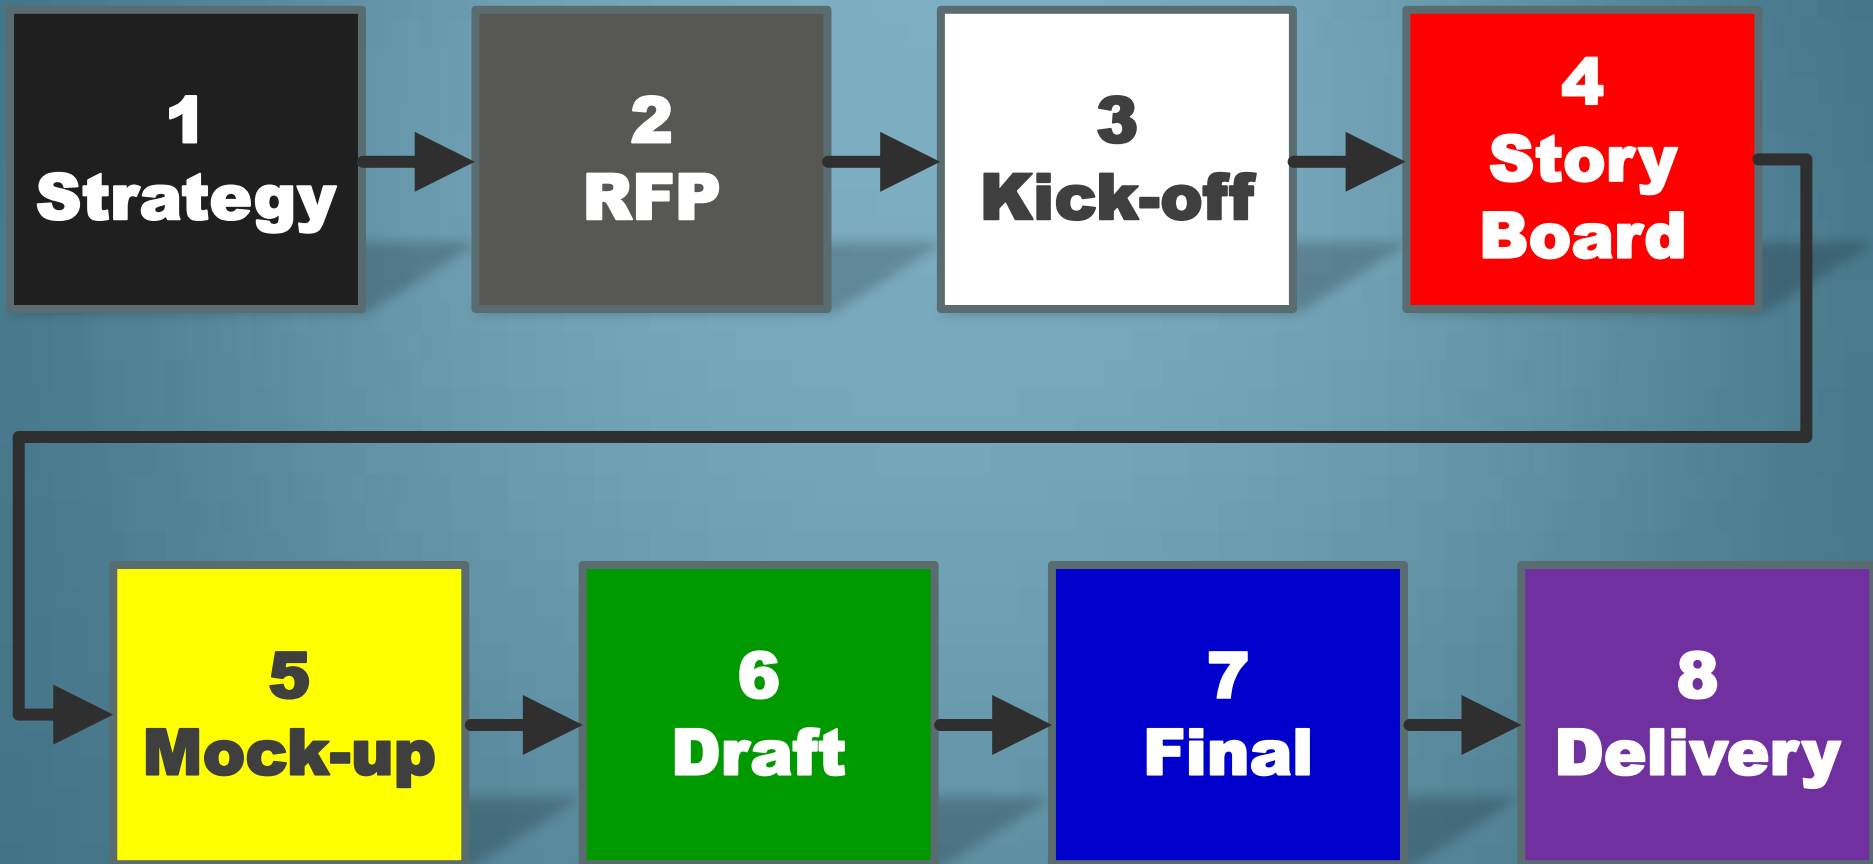 1
Strategy
2
RFP
3
Kick-off
4
Story
Board
5
Mock-up
6
Draft
7
Final
8
Delivery